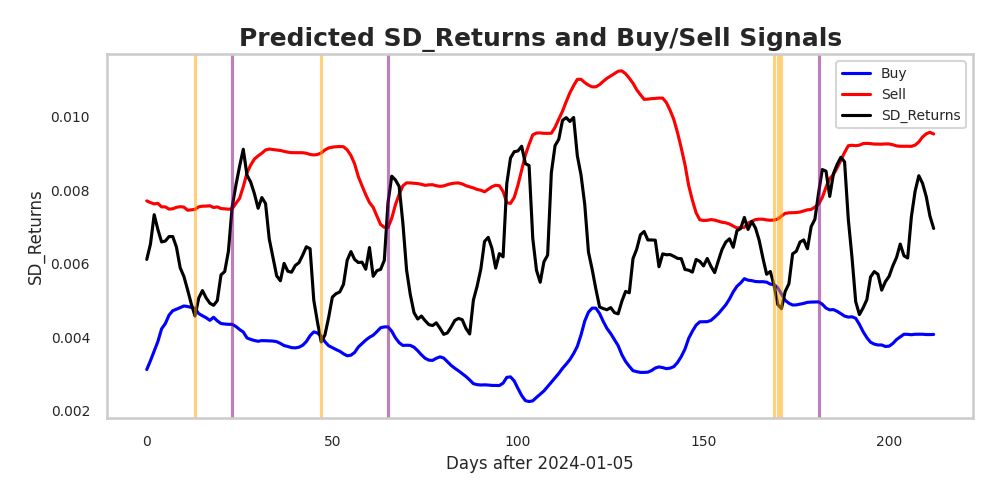 Predicted SD_Returns and Buy/Sell Signals
Buy
Sell
SD_Returns
0.010
0.008
0.006
0.004
0.002
SD_Returns
0 50 100 150 200
Days after 2024-01-05